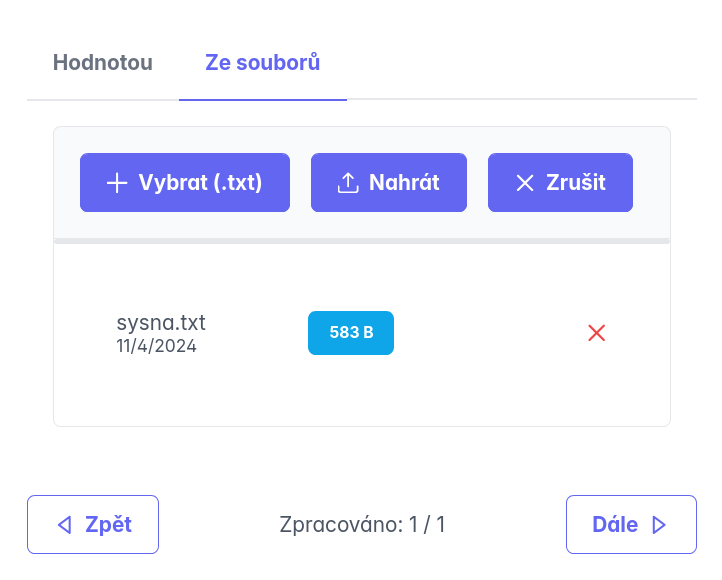 Hodnotou
Ze souborů
Vybrat (.txt)
Nahrát
Zrušit
sysna.txt
11/4/2024
583 B
Zpět
Zpracováno: 1 / 1
Dále